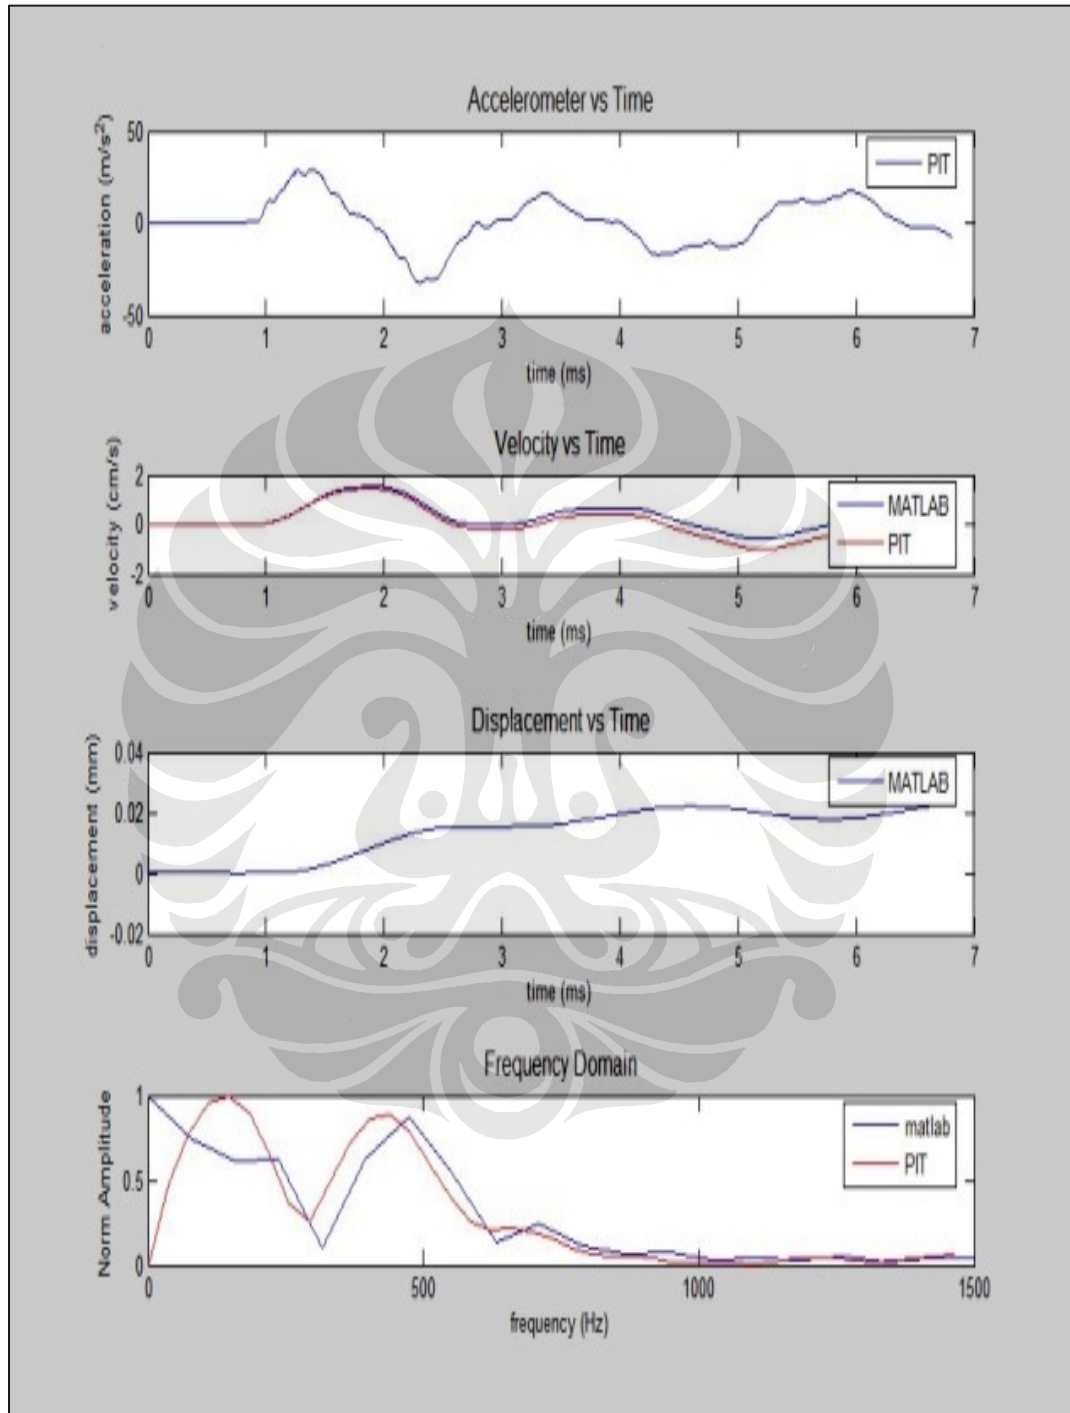 Accelerometer vs Time
acceleration (m/s²)
50
0
-50
PIT
0 1 2 3 4 5 6 7
time (ms)
Velocity vs Time
velocity (cm/s)
2
0
-2
MATLAB
PIT
0 1 2 3 4 5 6 7
time (ms)
Displacement vs Time
displacement (mm)
0.04
0.02
0
-0.02
MATLAB
0 1 2 3 4 5 6 7
time (ms)
Frequency Domain
Norm Amplitude
1
0.5
0
matlab
PIT
0 500 1000 1500
frequency (Hz)